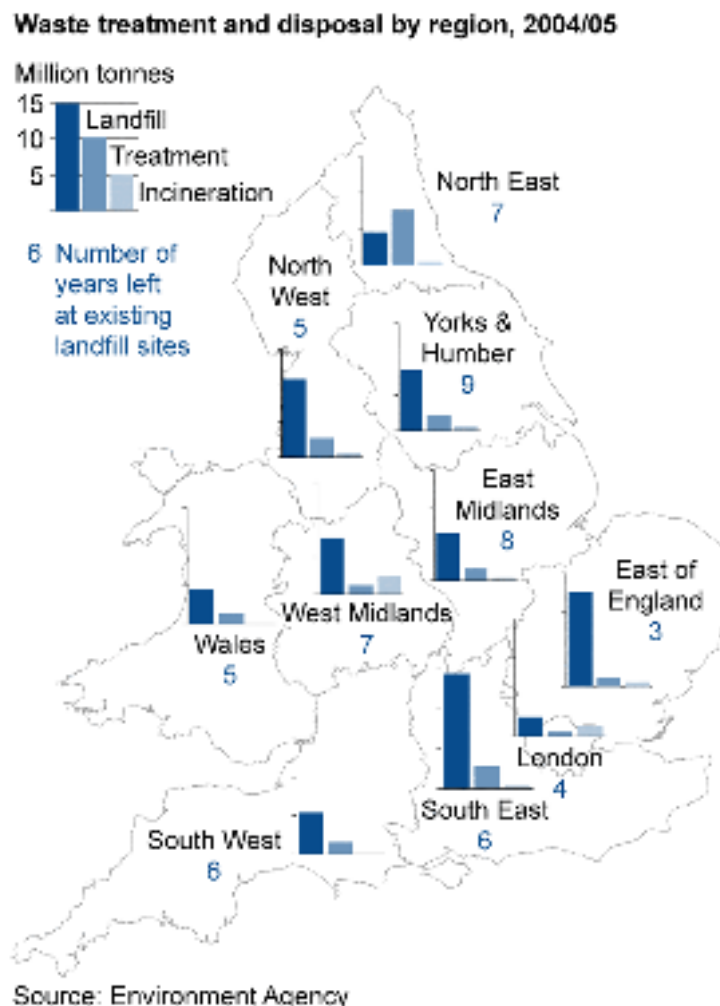 Waste treatment and disposal by region, 2004/05
Million tonnes
15
Landfill
10
Treatment
5
Incineration
6 Number of
years left
at existing
landfill sites
North East
7
North
West
5
Yorks &
Humber
9
East
Midlands
8
East of
England
3
West Midlands
7
Wales
5
London
4
South East
6
South West
6
Source: Environment Agency